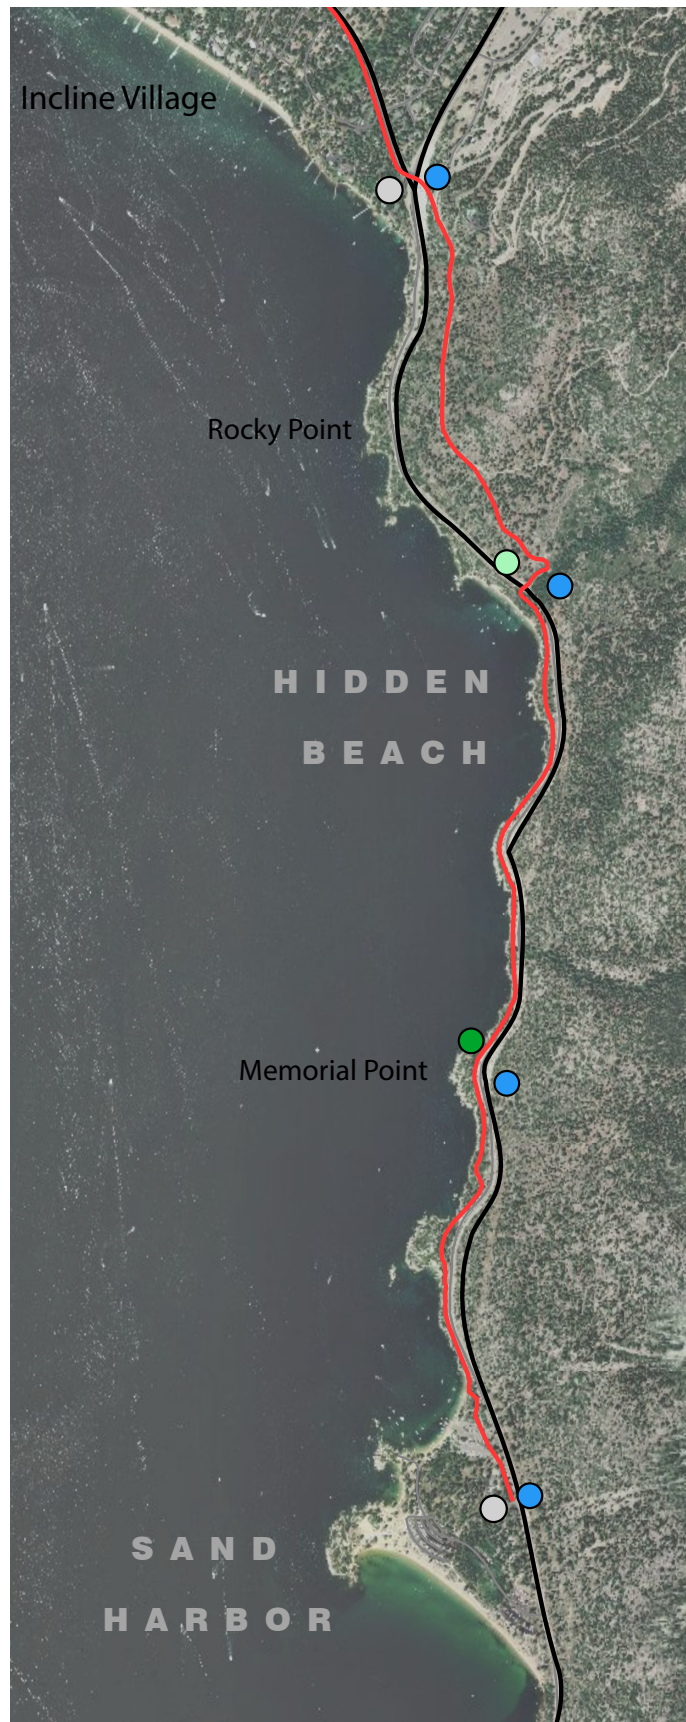 Incline Village
Rocky Point
HIDDEN
BEACH
Memorial Point
SAND
HARBOR